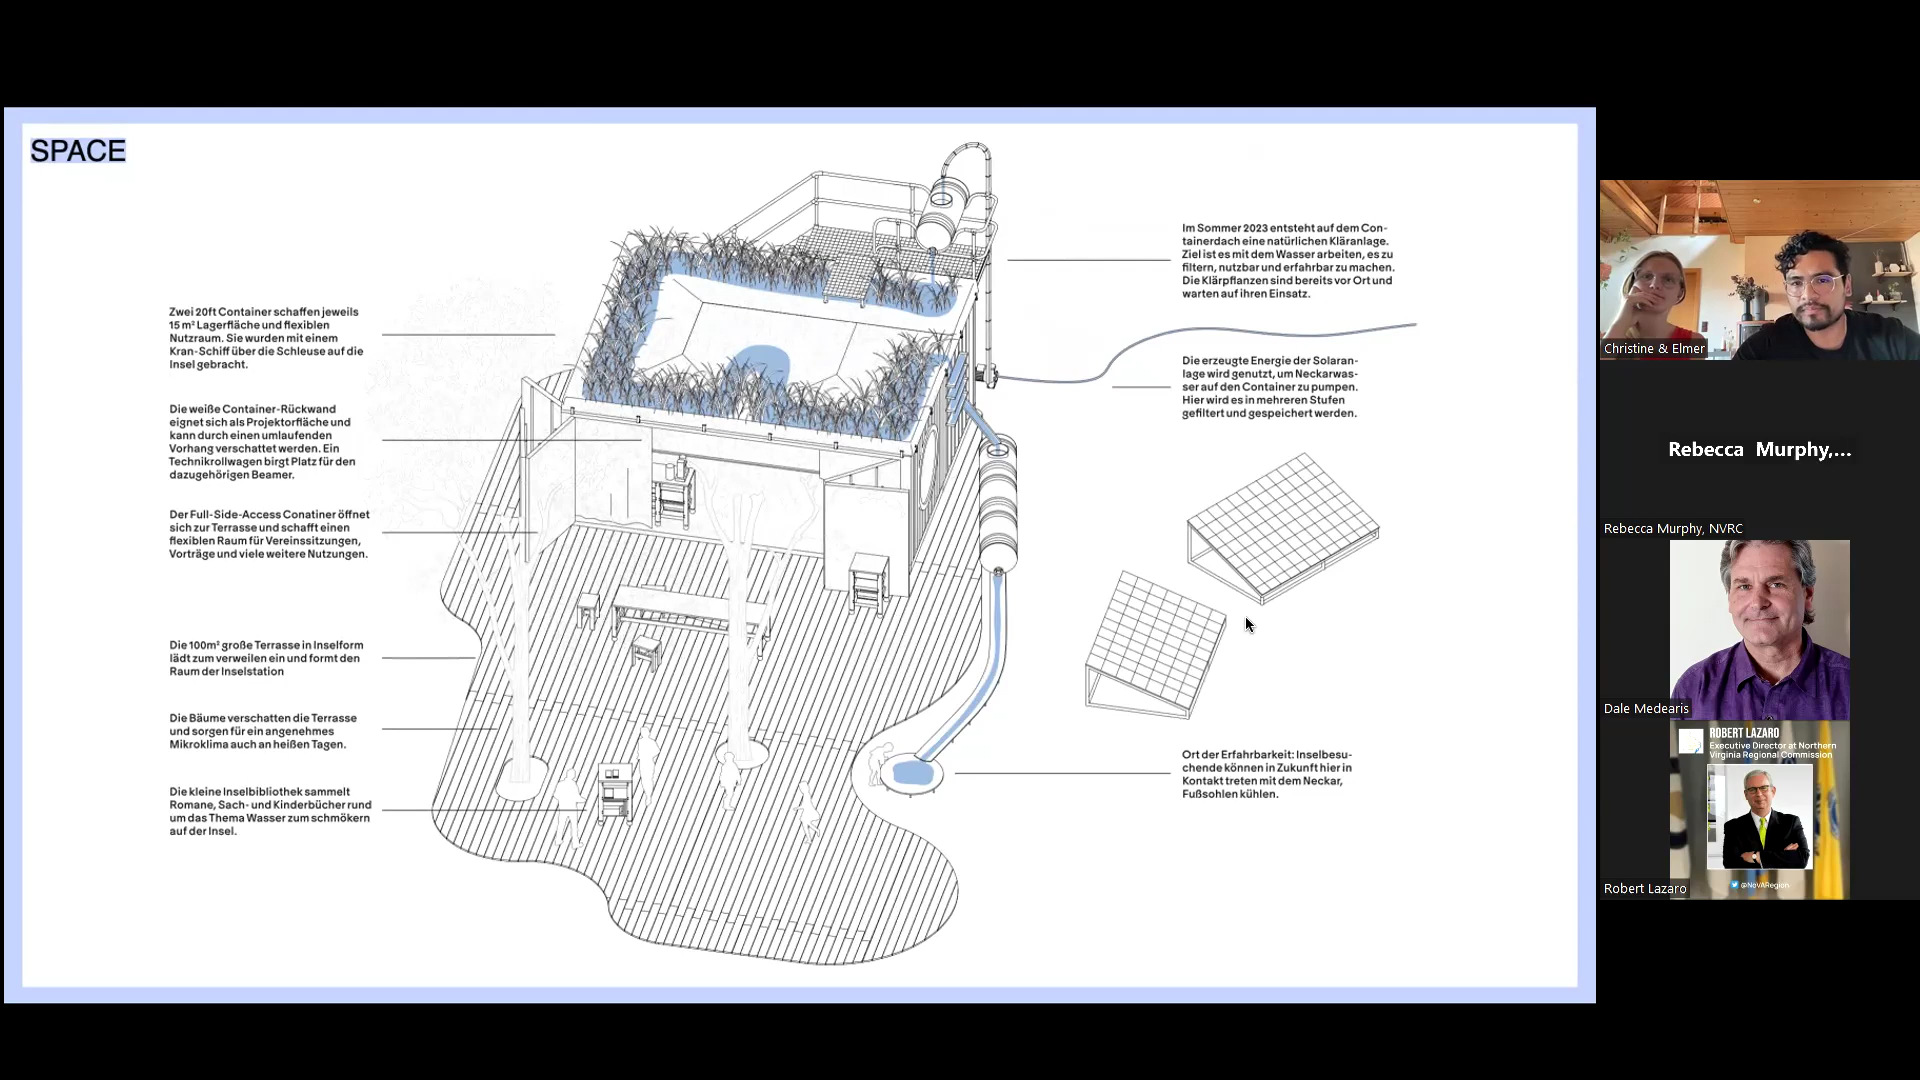 SPACE
Zwei 20ft Container schaffen jeweils
15 m² Lagerfläche und flexiblen
Nutzraum. Sie wurden mit einem
Kran-Schiff über die Schleuse auf die
Insel gebracht.
Die weiße Container-Rückwand
eignet sich als Projektorfläche und
kann durch einen umlaufenden
Vorhang verschattet werden. Ein
Technikrollwagen birgt Platz für den
dazugehörigen Beamer.
Der Full-Side-Access Conatiner öffnet
sich zur Terrasse und schafft einen
flexiblen Raum für Vereinssitzungen,
Vorträge und viele weitere Nutzungen.
Die 100m² große Terrasse in Inselform
lädt zum verweilen ein und formt den
Raum der Inselstation
Die Bäume verschatten die Terrasse
und sorgen für ein angenehmes
Mikroklima auch an heißen Tagen.
Die kleine Inselbibliothek sammelt
Romane, Sach- und Kinderbücher rund
um das Thema Wasser zum schmökern
auf der Insel.
Im Sommer 2023 entsteht auf dem Con-
tainerdach eine natürlichen Kläranlage.
Ziel ist es mit dem Wasser arbeiten, es zu
filtern, nutzbar und erfahrbar zu machen.
Die Klärpflanzen sind bereits vor Ort und
warten auf ihren Einsatz.
Die erzeugte Energie der Solaran-
lage wird genutzt, um Neckarwas-
ser auf den Container zu pumpen.
Hier wird es in mehreren Stufen
gefiltert und gespeichert werden.
Ort der Erfahrbarkeit: Inselbesu-
chende können in Zukunft hier in
Kontakt treten mit dem Neckar,
Fußsohlen kühlen.
Christine & Elmer
Rebecca Murphy,...
Rebecca Murphy, NVRC
Dale Medearis
ROBERT LAZARO
Executive Director at Northern
Virginia Regional Commission
@NoVARegion
Robert Lazaro